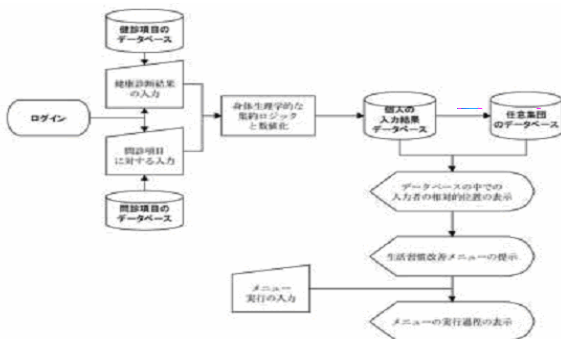 健診項目の
データベース
健康診断結果
の入力
ログイン
問診項目
に対する入力
問診項目の
データベース
身体生理学的な
集約ロジック
と数値化
個人の
入力結果
データベース
任意集団
のデータベース
データベースの中での
入力者の相対的位置の表示
生活習慣改善メニューの提示
メニュー
実行の入力
メニューの実行過程の表示